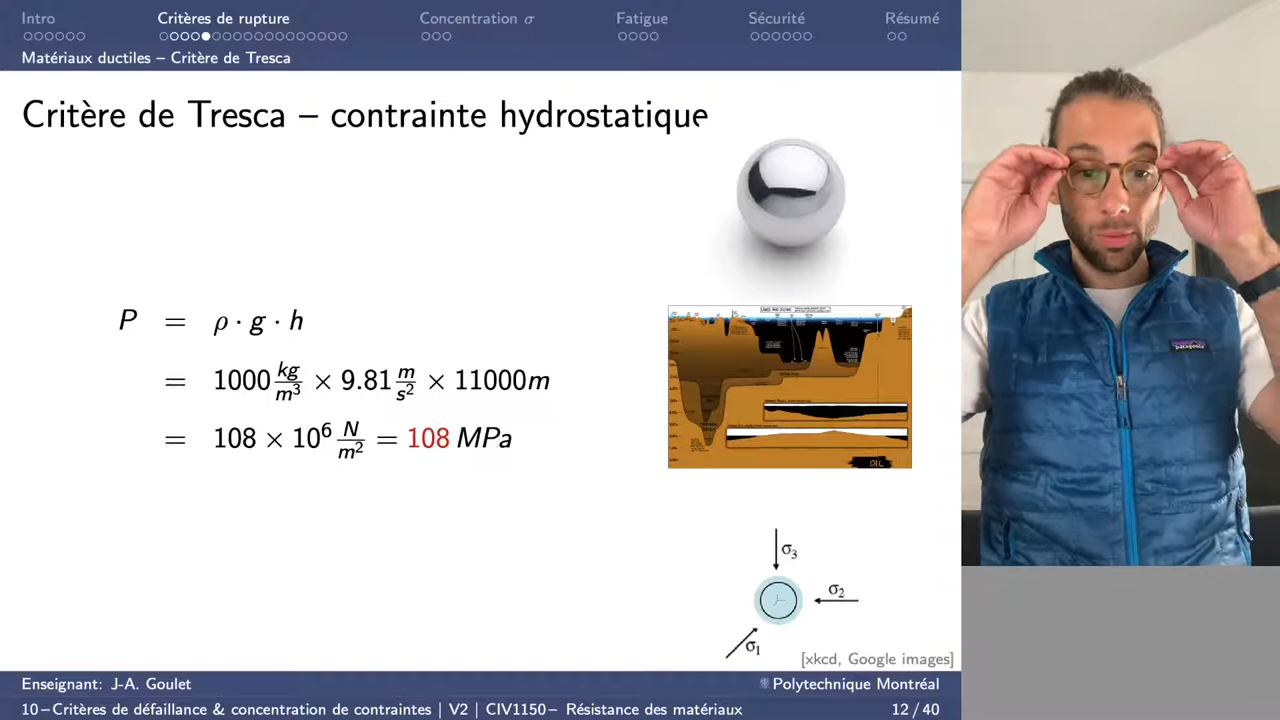 Intro
Critères de rupture
Concentration σ
Fatigue
Sécurité
Résumé
Matériaux ductiles – Critère de Tresca
Critère de Tresca – contrainte hydrostatique
P = ρ · g · h
= 1000 kg/m³ × 9.81 m/s² × 11000m
= 108 × 10⁶ N/m² = 108 MPa
OIL
σ₃
σ₂
σ₁
patagonia
[xkcd, Google images]
Enseignant: J-A. Goulet
Polytechnique Montréal
10 – Critères de défaillance & concentration de contraintes | V2 | CIV1150 – Résistance des matériaux
12 / 40